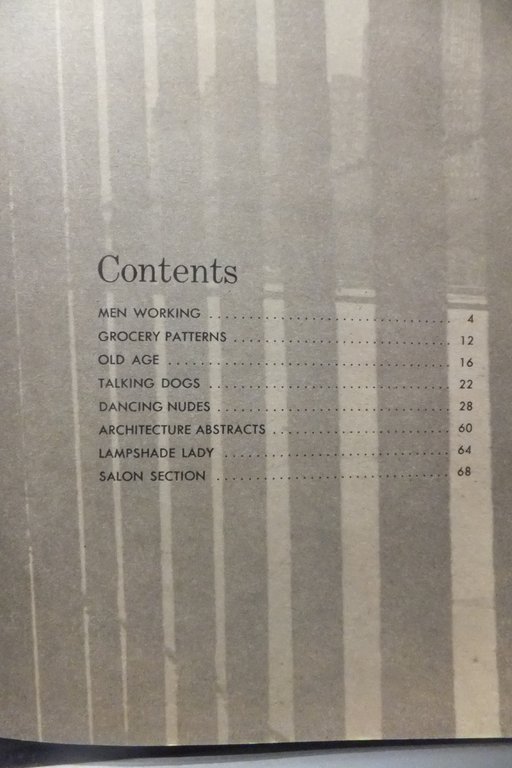 Contents
MEN WORKING ........................................ 4
GROCERY PATTERNS ........................................ 12
OLD AGE ........................................ 16
TALKING DOGS ........................................ 22
DANCING NUDES ........................................ 28
ARCHITECTURE ABSTRACTS ........................................ 60
LAMPSHADE LADY ........................................ 64
SALON SECTION ........................................ 68